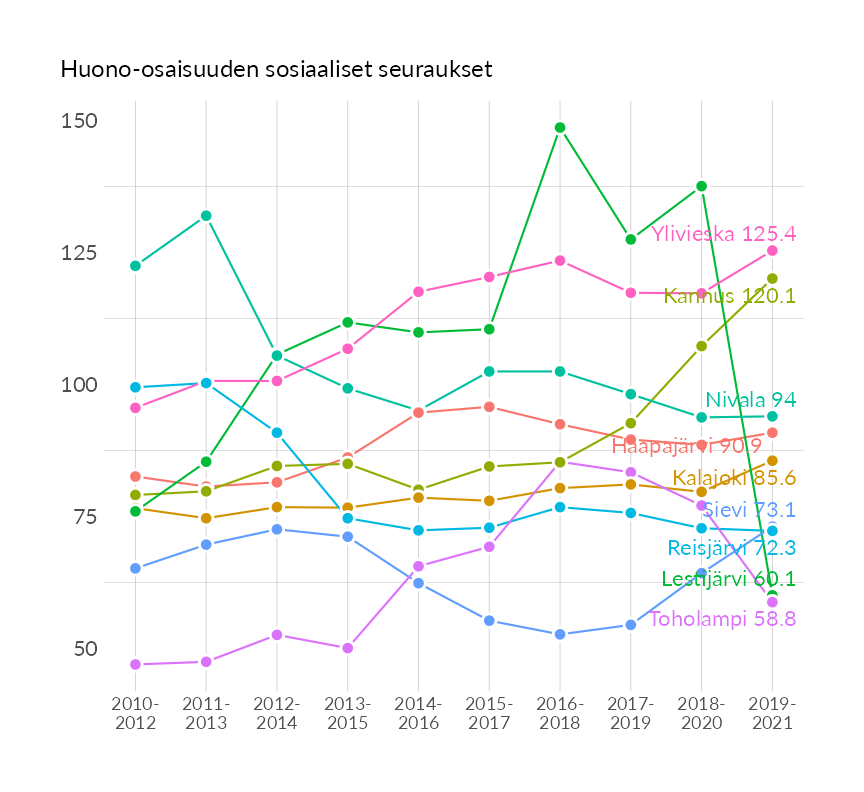 Huono-osaisuuden sosiaaliset seuraukset
150
125
100
75
50
Ylivieska 125.4
Kannus 120.1
Nivala 94
Haapajärvi 90.9
Kalajoki 85.6
Sievi 73.1
Reisjärvi 72.3
Lestijärvi 60.1
Toholampi 58.8
2010-
2012
2011-
2013
2012-
2014
2013-
2015
2014-
2016
2015-
2017
2016-
2018
2017-
2019
2018-
2020
2019-
2021